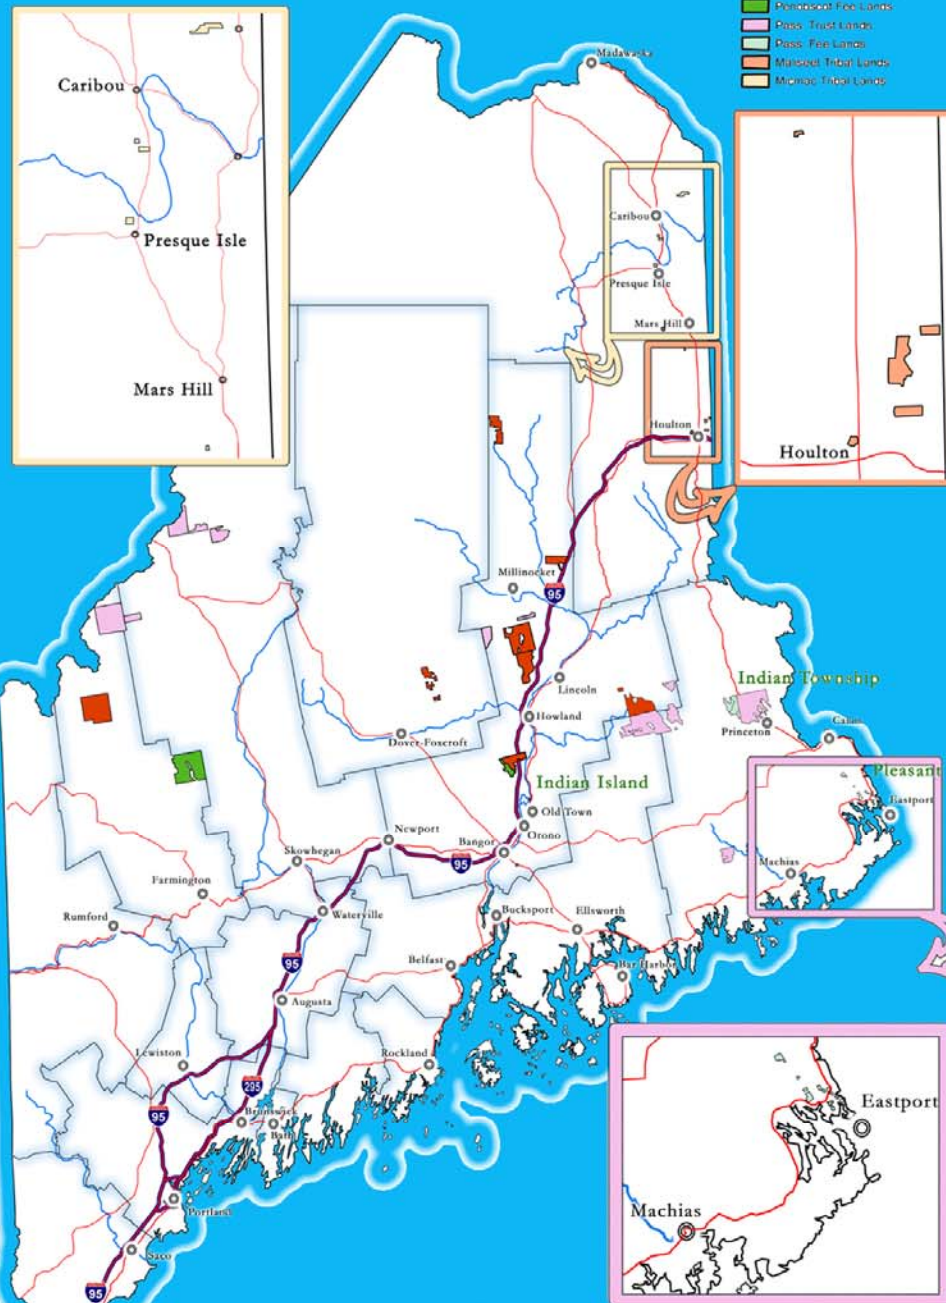 Penobscot Fee Lands
Pass. Trust Lands
Pass. Fee Lands
Maliseet Tribal Lands
Micmac Tribal Lands
Caribou
Presque Isle
Mars Hill
Madawaska
Caribou
Presque Isle
Mars Hill
Houlton
Houlton
Millinocket
95
Lincoln
Howland
Dover-Foxcroft
Indian Township
Princeton
Calais
Indian Island
Pleasant
Eastport
Old Town
Orono
Newport
Bangor
95
Skowhegan
Machias
Farmington
Waterville
Rumford
Bucksport
Ellsworth
95
Belfast
Bar Harbor
Augusta
Lewiston
Rockland
295
95
Brunswick
Bath
Portland
Saco
95
Eastport
Machias